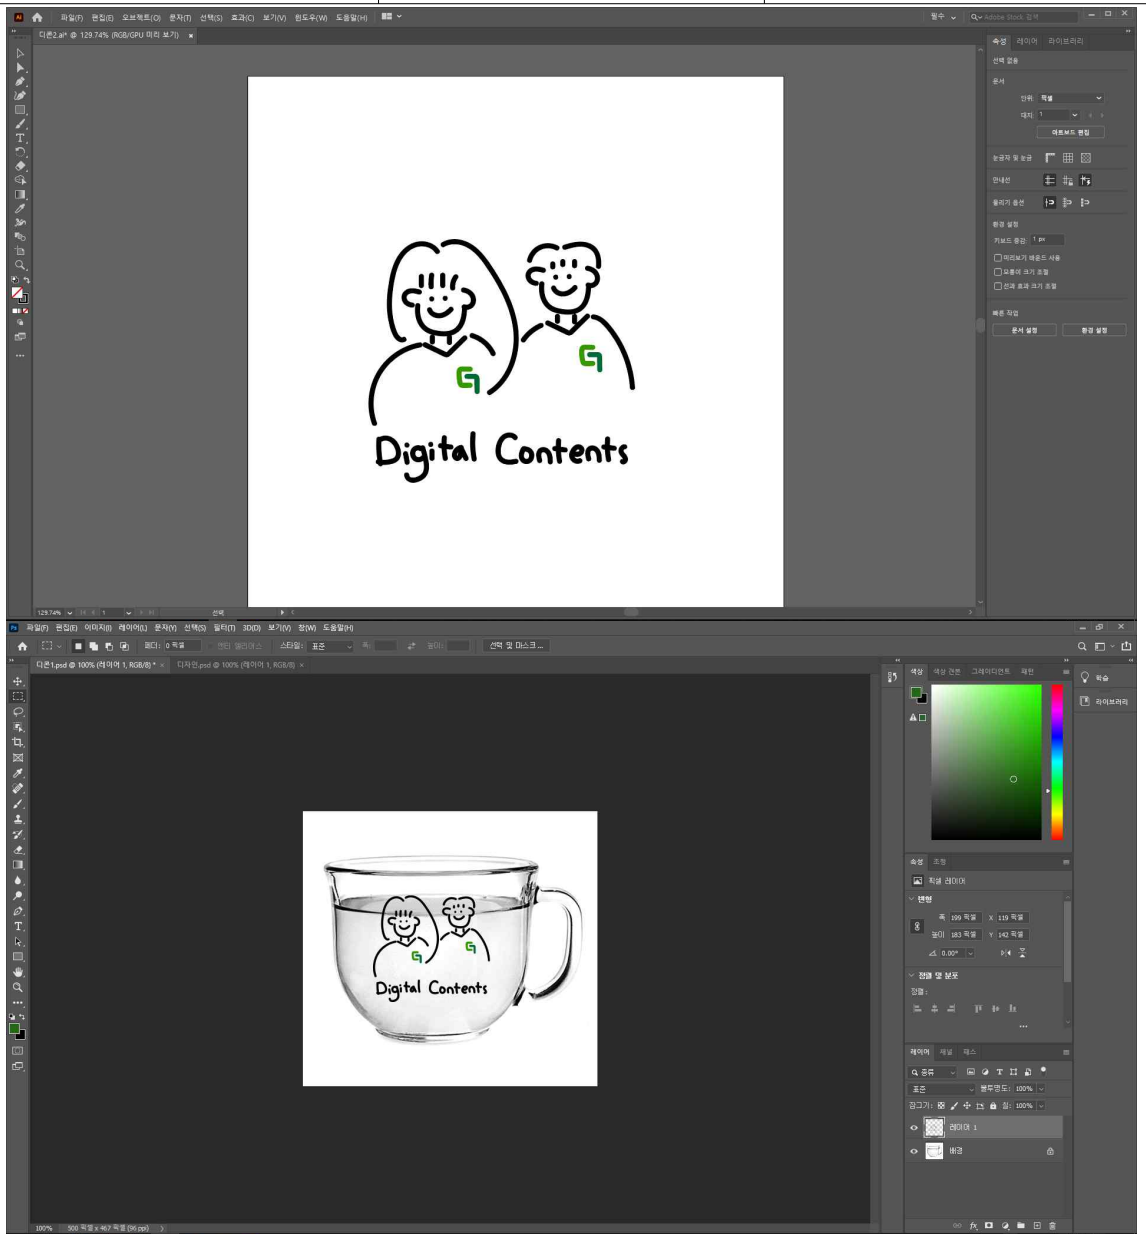 Ai 파일(F) 편집(E) 오브젝트(O) 문자(T) 선택(S) 효과(C) 보기(V) 윈도우(W) 도움말(H) 필수 Adobe Stock 검색
디콘2.ai* @ 129.74% (RGB/GPU 미리 보기) ×
속성 레이어 라이브러리
선택 없음
문서
단위: 픽셀
대지: 1
아트보드 편집
눈금자 및 눈금
안내선
물리기 옵션
환경 설정
키보드 증감: 1 px
미리보기 바운드 사용
모퉁이 크기 조절
선과 효과 크기 조절
빠른 작업
문서 설정 환경 설정
Digital Contents
129.74% 1 선택
Ps 파일(F) 편집(E) 이미지(I) 레이어(L) 문자(Y) 선택(S) 필터(T) 3D(D) 보기(V) 창(W) 도움말(H)
페더: 0 픽셀 앤티 앨리어스 스타일: 표준 폭: 높이: 선택 및 마스크...
디콘1.psd @ 100% (레이어 1, RGB/8) * × 디자인.psd @ 100% (레이어 1, RGB/8) ×
색상 색상 견본 그레이디언트 패턴
학습
라이브러리
속성 조정
픽셀 레이어
변형
폭 199 픽셀 X 119 픽셀
높이 183 픽셀 Y 142 픽셀
0.00°
정렬 및 분포
정렬:
Digital Contents
레이어 채널 패스
종류
표준 불투명도: 100%
잠그기: 칠: 100%
레이어 1
배경
100% 500 픽셀 x 467 픽셀 (96 ppi)